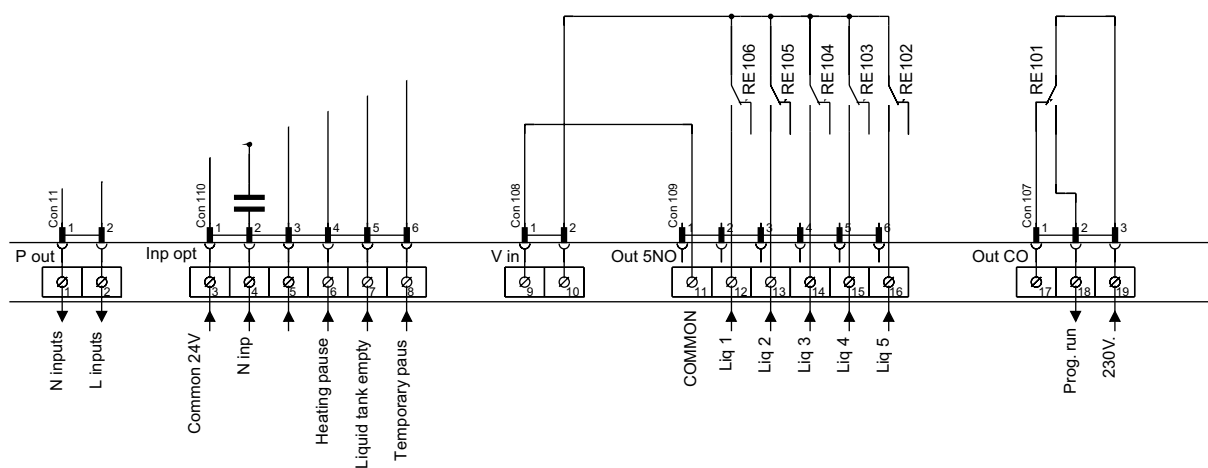 RE106
RE105
RE104
RE103
RE102
RE101
Con 11
1
2
Con 110
1
2
3
4
5
6
Con 108
1
2
Con 109
1
2
3
4
5
6
Con 107
1
2
3
P out
Inp opt
V in
Out 5NO
Out CO
1
2
3
4
5
6
7
8
9
10
11
12
13
14
15
16
17
18
19
N inputs
L inputs
Common 24V
N inp
Heating pause
Liquid tank empty
Temporary paus
COMMON
Liq 1
Liq 2
Liq 3
Liq 4
Liq 5
Prog. run
230V.